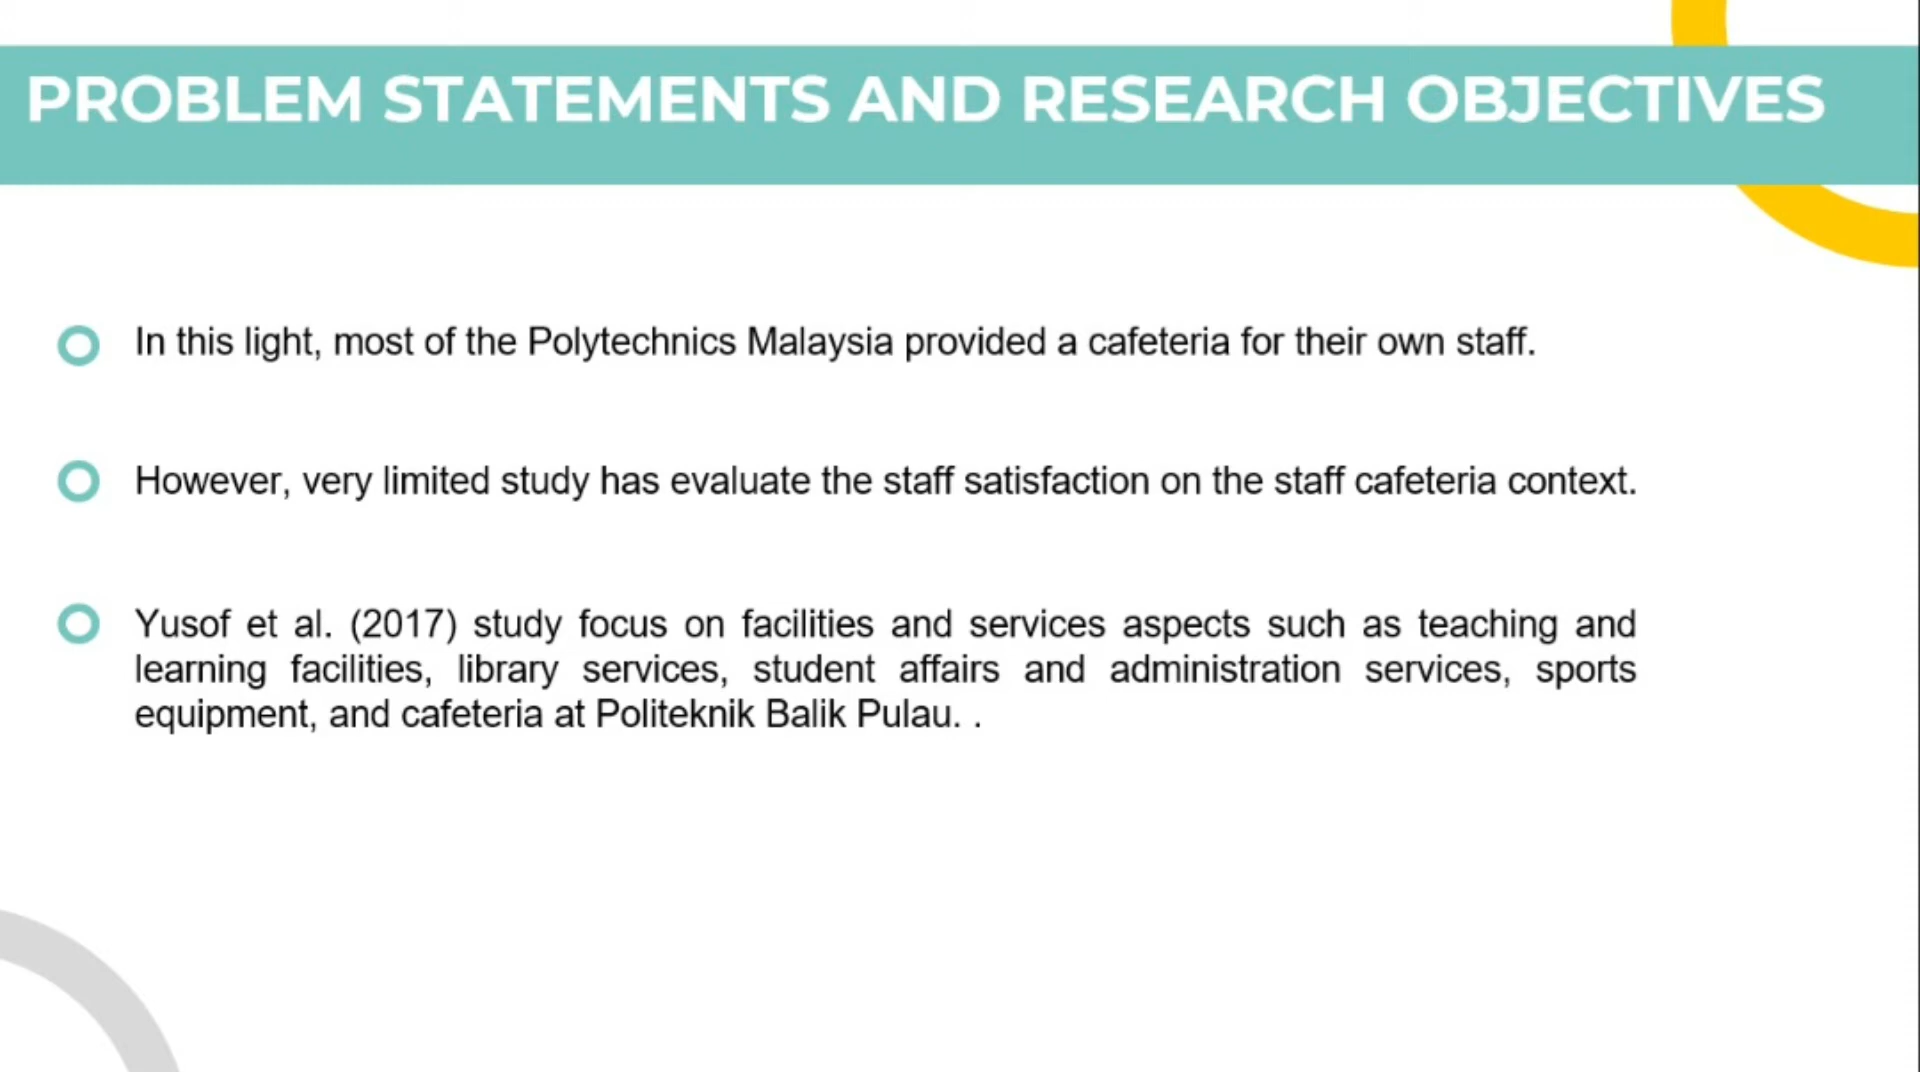 PROBLEM STATEMENTS AND RESEARCH OBJECTIVES
In this light, most of the Polytechnics Malaysia provided a cafeteria for their own staff.
However, very limited study has evaluate the staff satisfaction on the staff cafeteria context.
Yusof et al. (2017) study focus on facilities and services aspects such as teaching and
learning facilities, library services, student affairs and administration services, sports
equipment, and cafeteria at Politeknik Balik Pulau. .